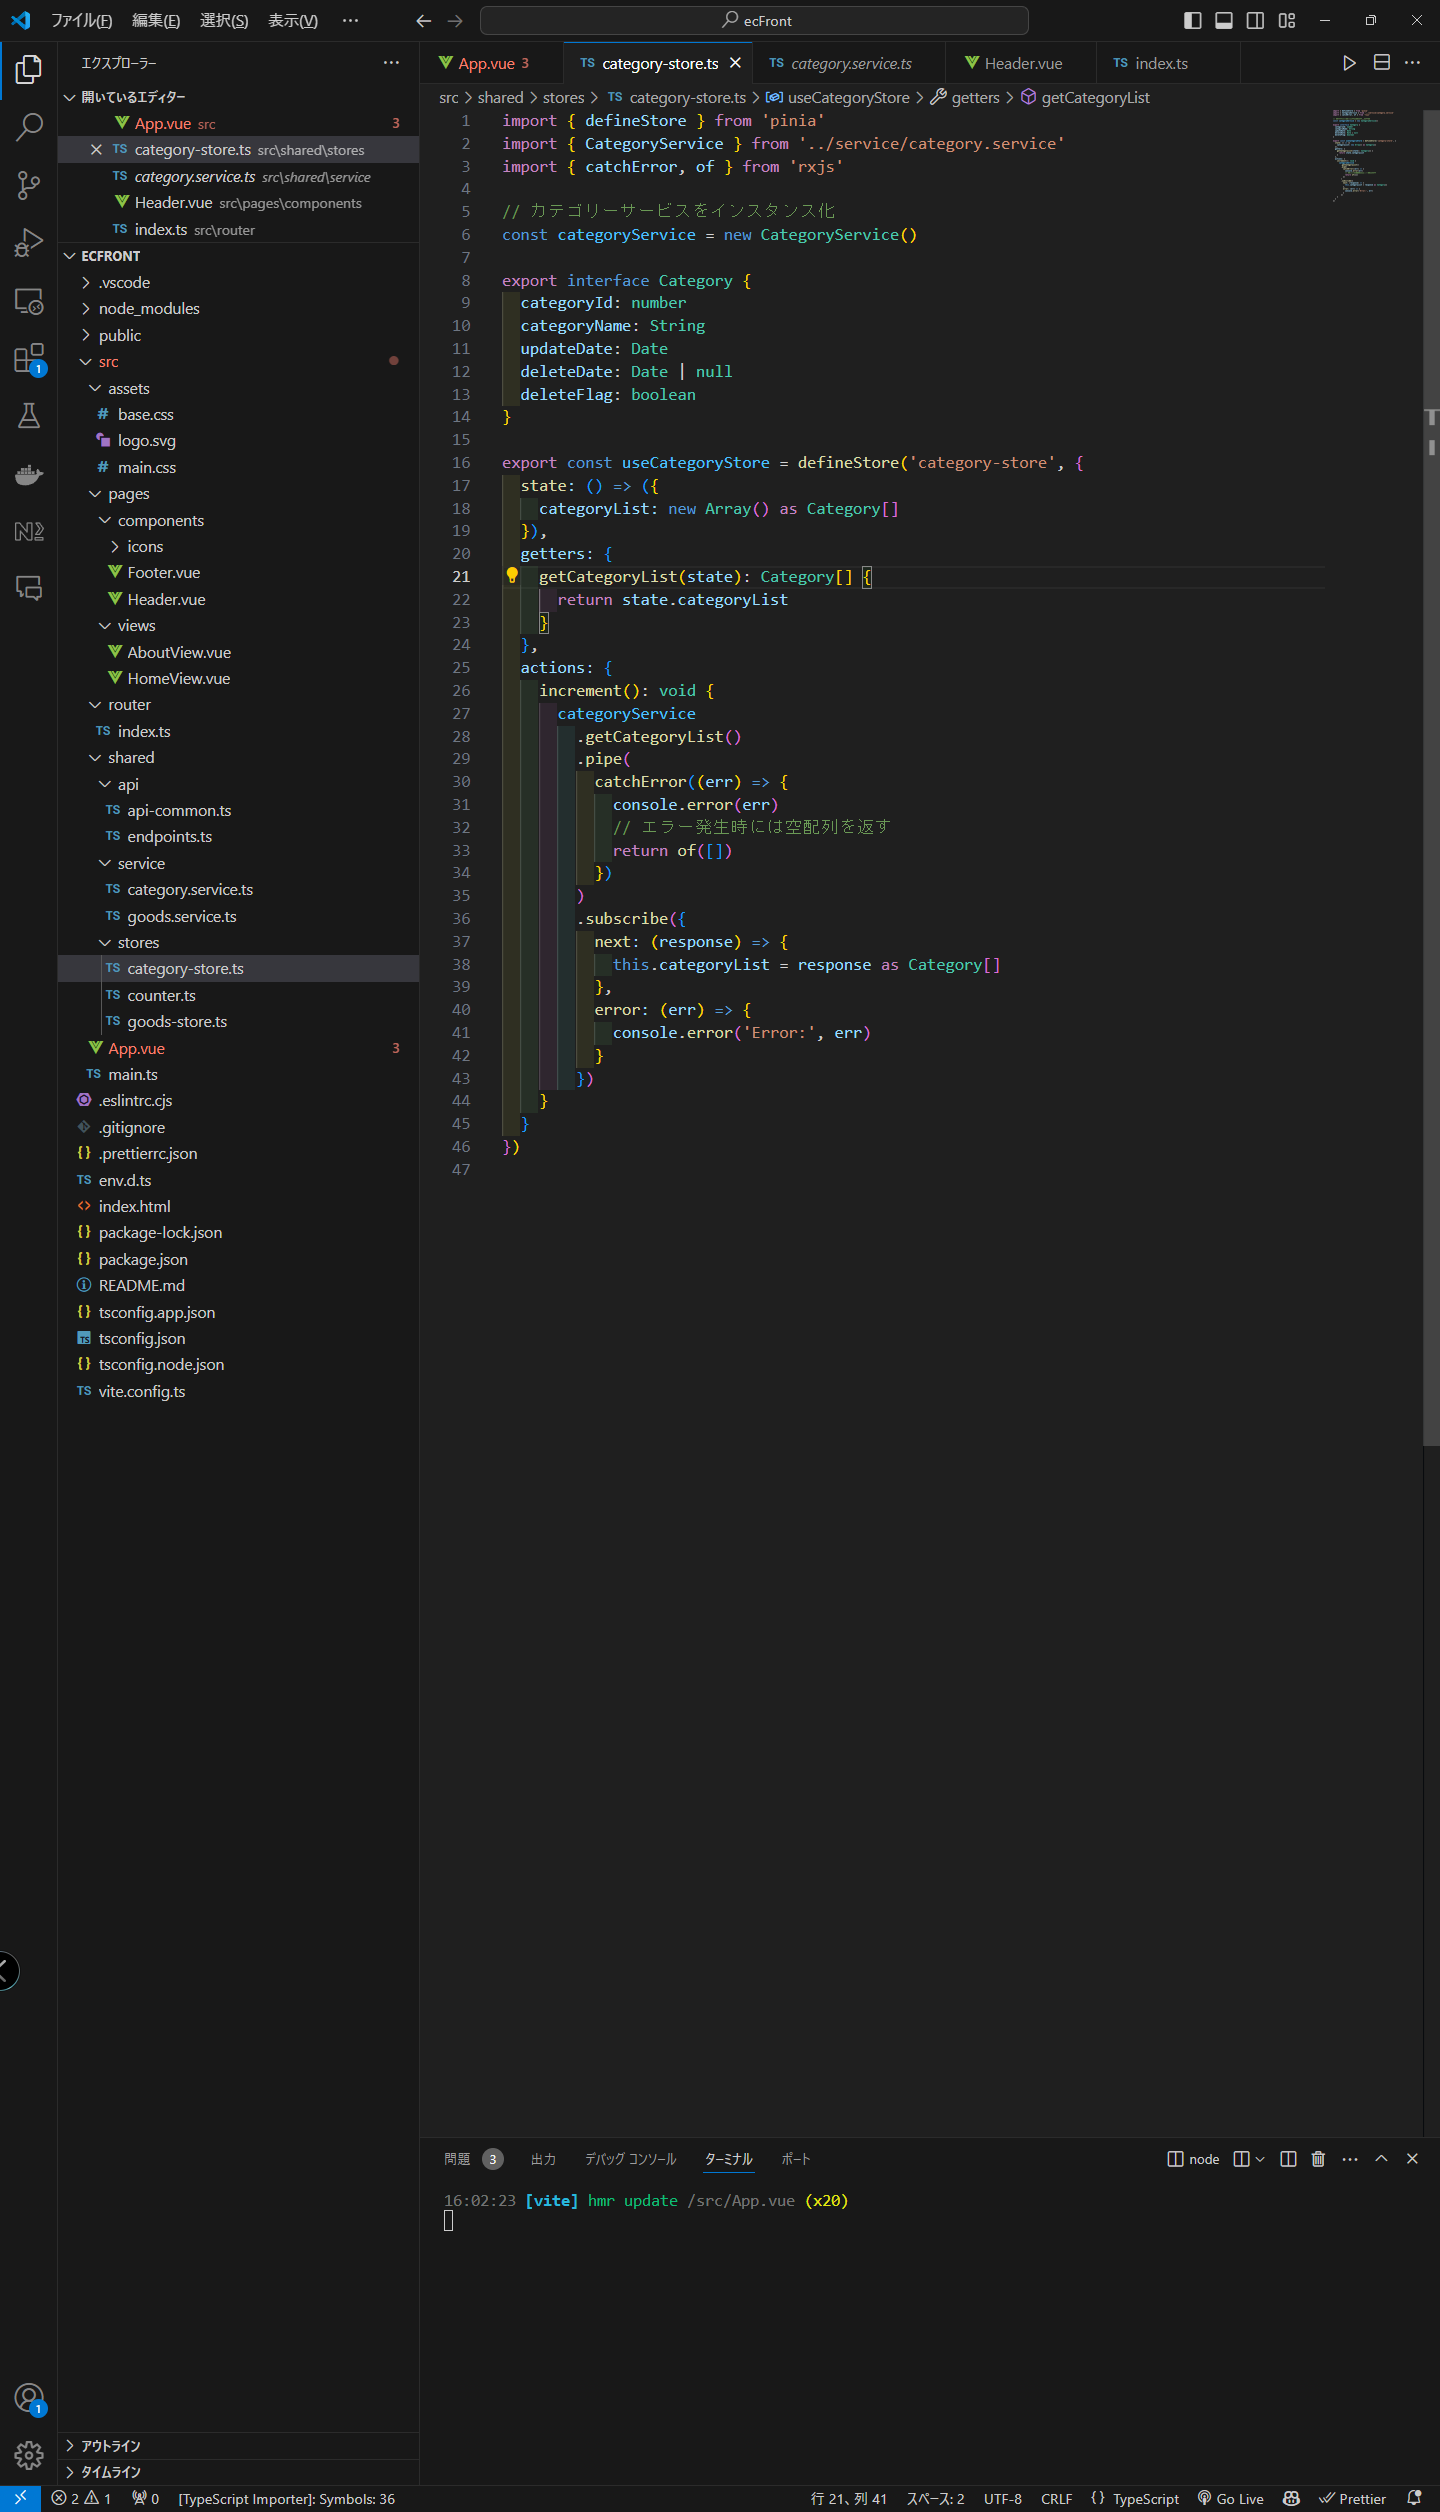 ファイル(F) 編集(E) 選択(S) 表示(V) ··· ecFront
エクスプローラー ···
開いているエディター
App.vue src 3
category-store.ts src\shared\stores
category.service.ts src\shared\service
Header.vue src\pages\components
index.ts src\router
ECFRONT
.vscode
node_modules
public
src
assets
base.css
logo.svg
main.css
pages
components
icons
Footer.vue
Header.vue
views
AboutView.vue
HomeView.vue
router
index.ts
shared
api
api-common.ts
endpoints.ts
service
category.service.ts
goods.service.ts
stores
category-store.ts
counter.ts
goods-store.ts
App.vue 3
main.ts
.eslintrc.cjs
.gitignore
.prettierrc.json
env.d.ts
index.html
package-lock.json
package.json
README.md
tsconfig.app.json
tsconfig.json
tsconfig.node.json
vite.config.ts
アウトライン
タイムライン
App.vue 3 category-store.ts category.service.ts Header.vue index.ts
src > shared > stores > category-store.ts > useCategoryStore > getters > getCategoryList
1 import { defineStore } from 'pinia'
2 import { CategoryService } from '../service/category.service'
3 import { catchError, of } from 'rxjs'
4
5 // カテゴリーサービスをインスタンス化
6 const categoryService = new CategoryService()
7
8 export interface Category {
9 categoryId: number
10 categoryName: String
11 updateDate: Date
12 deleteDate: Date | null
13 deleteFlag: boolean
14 }
15
16 export const useCategoryStore = defineStore('category-store', {
17 state: () => ({
18 categoryList: new Array() as Category[]
19 }),
20 getters: {
21 getCategoryList(state): Category[] {
22 return state.categoryList
23 }
24 },
25 actions: {
26 increment(): void {
27 categoryService
28 .getCategoryList()
29 .pipe(
30 catchError((err) => {
31 console.error(err)
32 // エラー発生時には空配列を返す
33 return of([])
34 })
35 )
36 .subscribe({
37 next: (response) => {
38 this.categoryList = response as Category[]
39 },
40 error: (err) => {
41 console.error('Error:', err)
42 }
43 })
44 }
45 }
46 })
47
問題 3 出力 デバッグ コンソール ターミナル ポート node
16:02:23 [vite] hmr update /src/App.vue (x20)
2 1 0 [TypeScript Importer]: Symbols: 36 行 21、列 41 スペース: 2 UTF-8 CRLF { } TypeScript Go Live Prettier